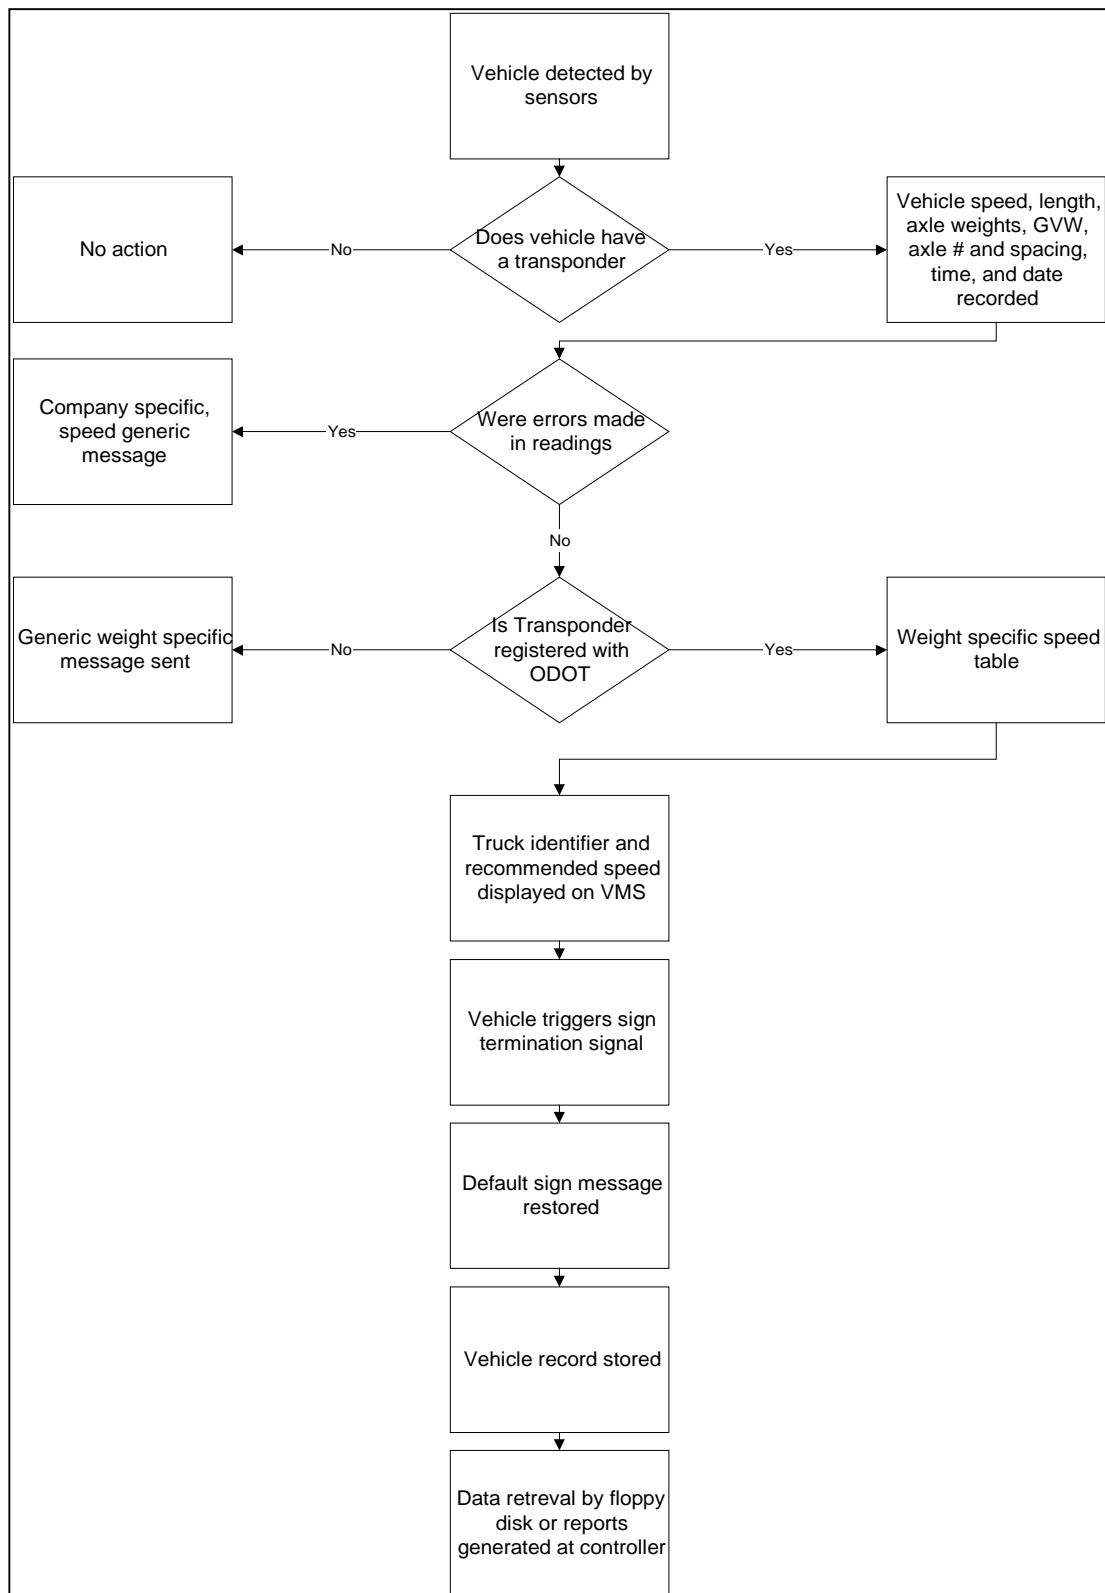 Vehicle detected by
sensors
No action
No
Does vehicle have
a transponder
Yes
Vehicle speed, length,
axle weights, GVW,
axle # and spacing,
time, and date
recorded
Company specific,
speed generic
message
Yes
Were errors made
in readings
No
Generic weight specific
message sent
No
Is Transponder
registered with
ODOT
Yes
Weight specific speed
table
Truck identifier and
recommended speed
displayed on VMS
Vehicle triggers sign
termination signal
Default sign message
restored
Vehicle record stored
Data retreval by floppy
disk or reports
generated at controller